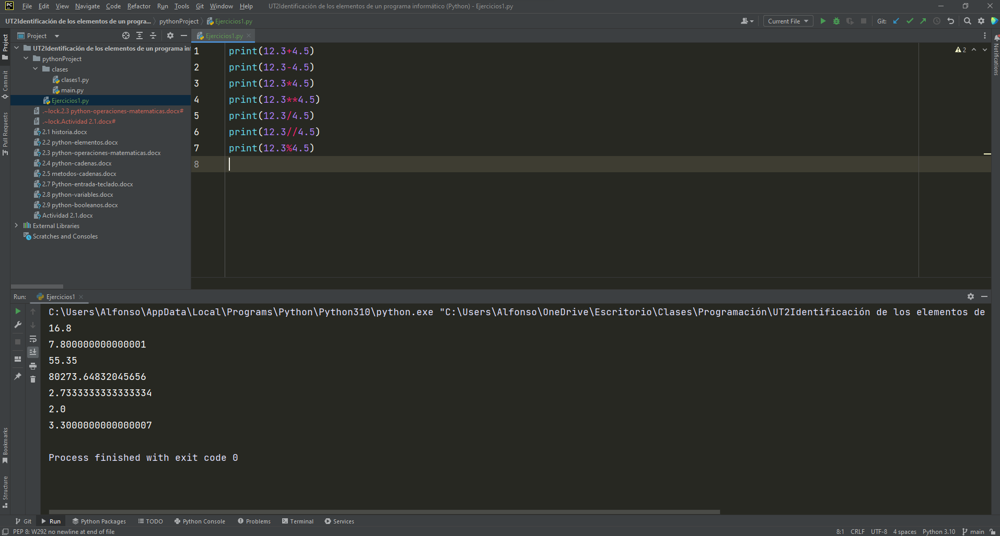 PC File Edit View Navigate Code Refactor Run Tools Git Window Help UT2Identificación de los elementos de un programa informático (Python) - Ejercicios1.py
UT2Identificación de los elementos de un progra... pythonProject Ejercicios1.py Current File Git:
Project Ejercicios1.py
UT2Identificación de los elementos de un programa in
pythonProject
clases
clases1.py
main.py
Ejercicios1.py
.~lock.2.3 python-operaciones-matematicas.docx#
.~lock.Actividad 2.1.docx#
2.1 historia.docx
2.2 python-elementos.docx
2.3 python-operaciones-matematicas.docx
2.4 python-cadenas.docx
2.5 metodos-cadenas.docx
2.7 Python-entrada-teclado.docx
2.8 python-variables.docx
2.9 python-booleanos.docx
Actividad 2.1.docx
External Libraries
Scratches and Consoles
1 print(12.3+4.5)
2 print(12.3-4.5)
3 print(12.3*4.5)
4 print(12.3**4.5)
5 print(12.3/4.5)
6 print(12.3//4.5)
7 print(12.3%4.5)
8
2
Project
Commit
Pull Requests
Bookmarks
Structure
Notifications
Run: Ejercicios1
C:\Users\Alfonso\AppData\Local\Programs\Python\Python310\python.exe "C:\Users\Alfonso\OneDrive\Escritorio\Clases\Programación\UT2Identificación de los elementos de
16.8
7.800000000000001
55.35
80273.64832045656
2.7333333333333334
2.0
3.3000000000000007
Process finished with exit code 0
Git Run Python Packages TODO Python Console Problems Terminal Services
PEP 8: W292 no newline at end of file 8:1 CRLF UTF-8 4 spaces Python 3.10 main